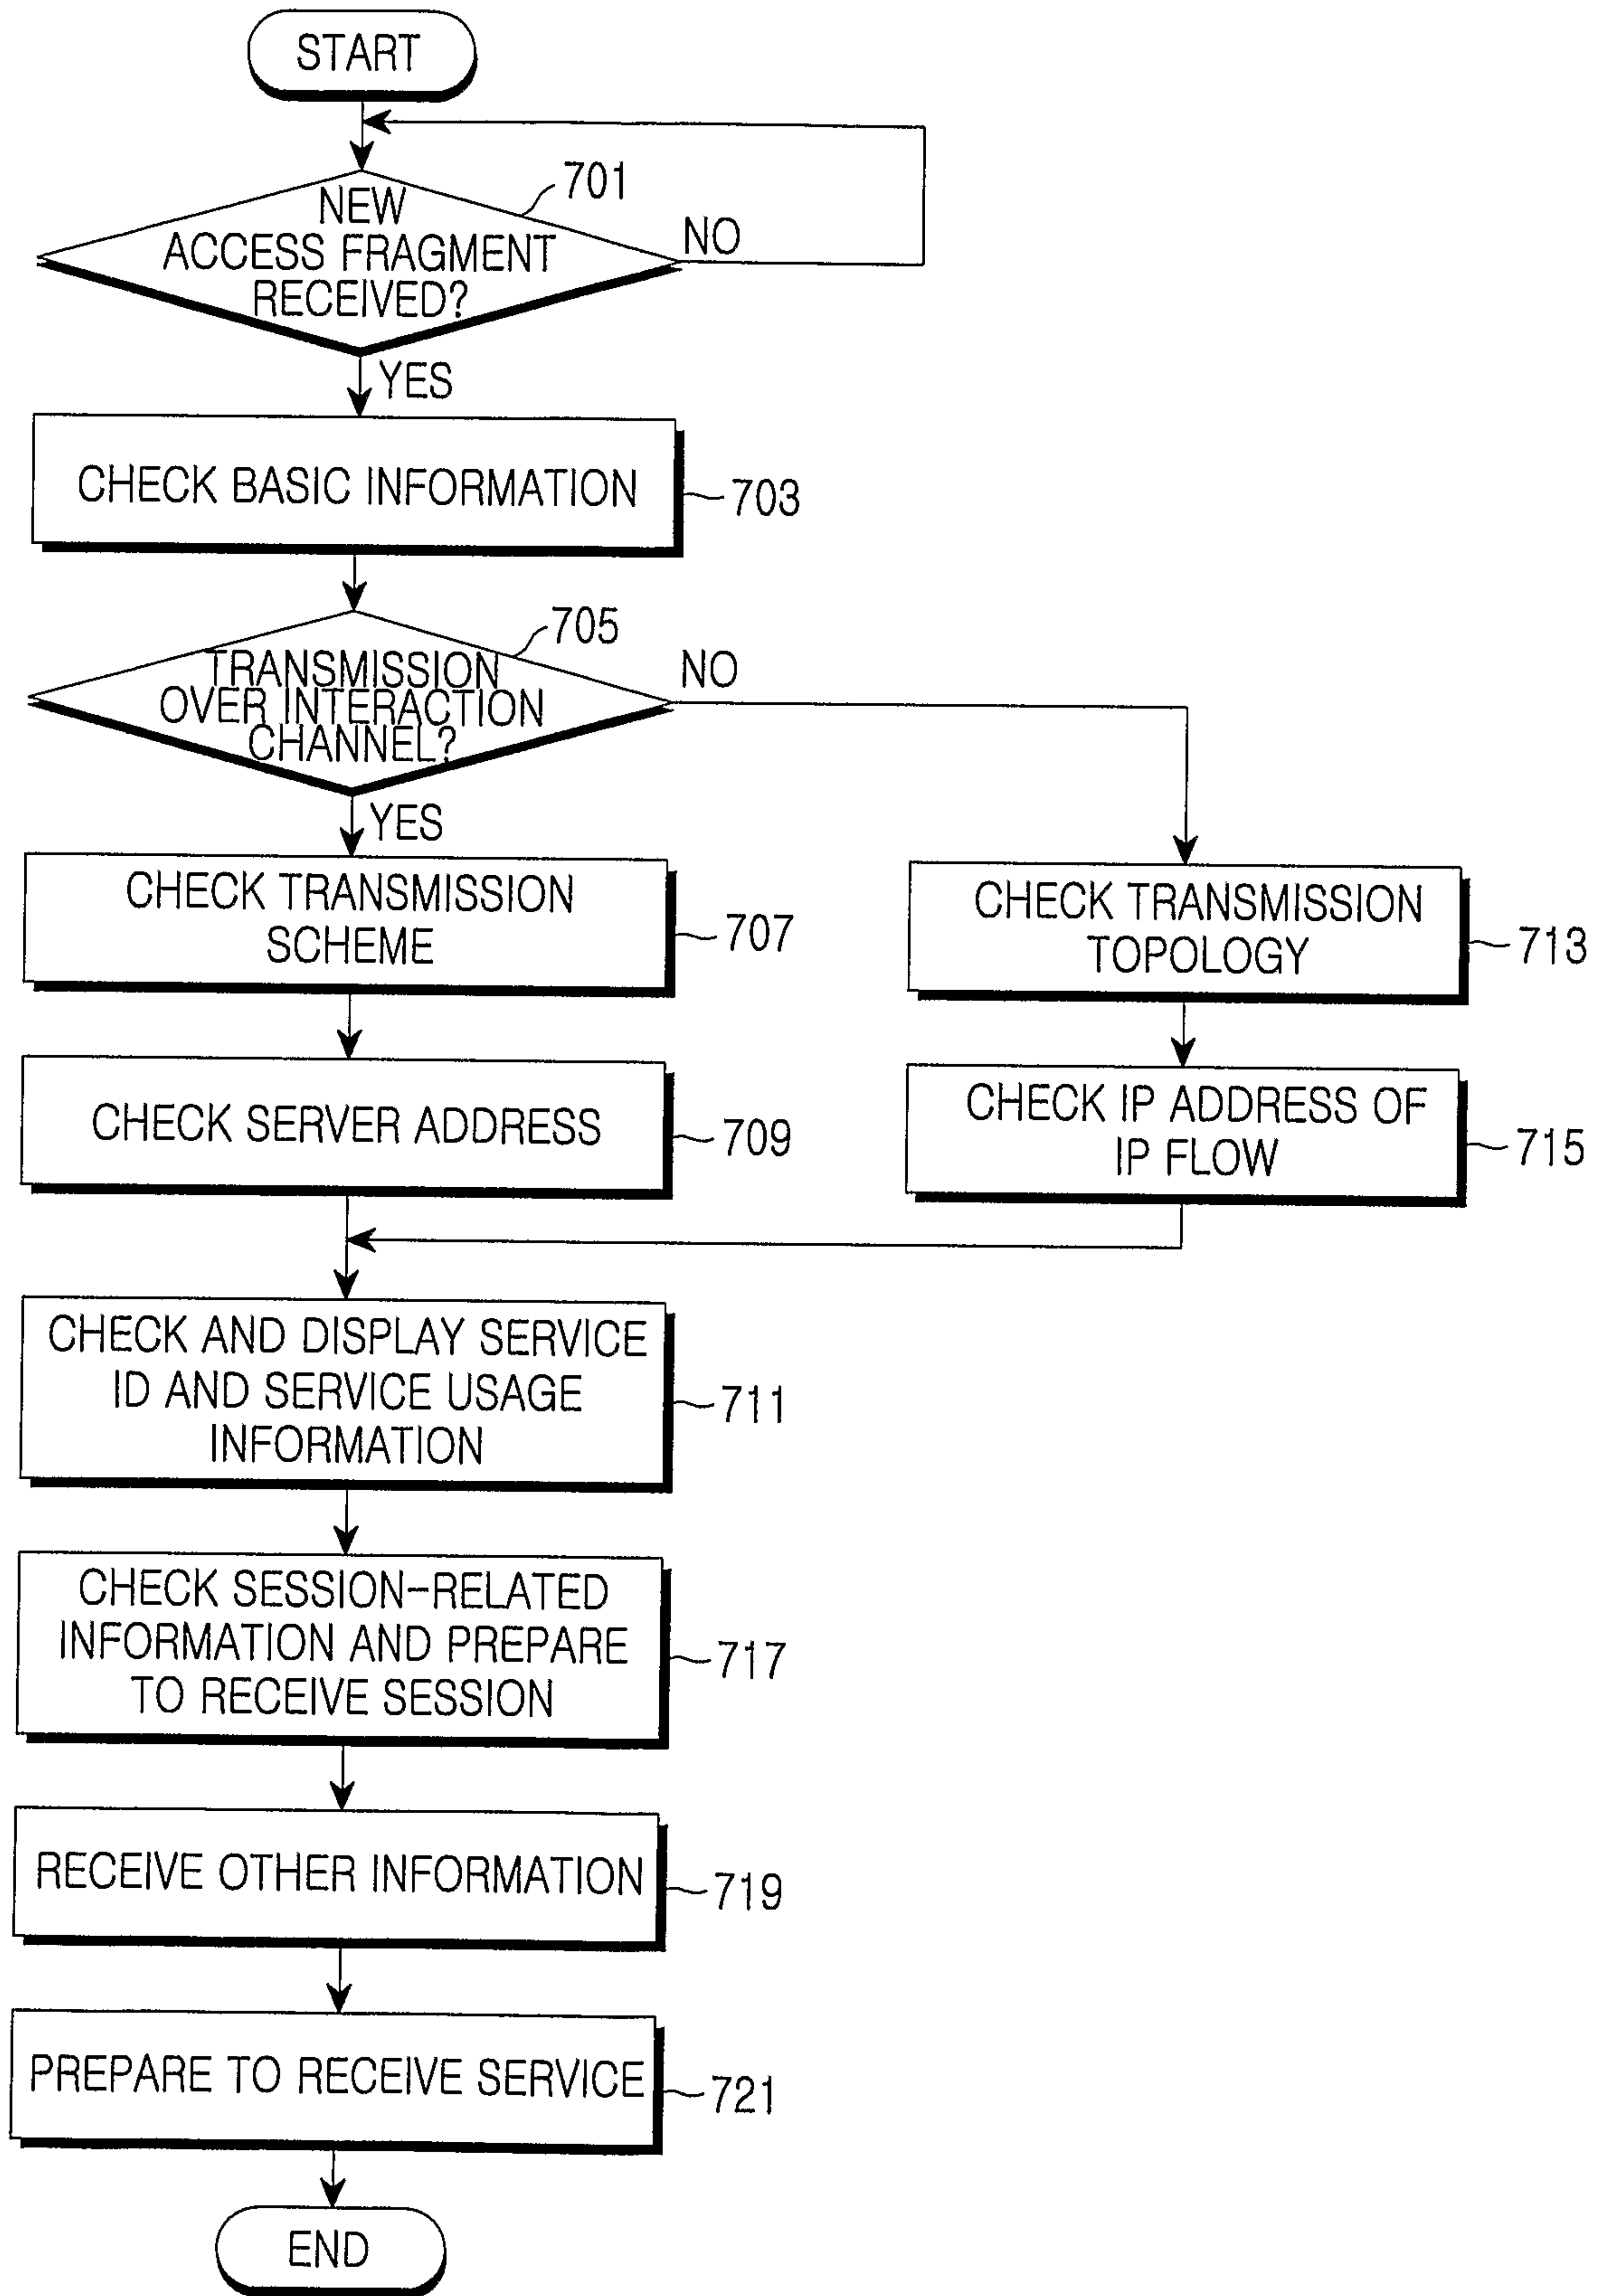 START
701
NEW
ACCESS FRAGMENT
RECEIVED?
NO
YES
CHECK BASIC INFORMATION
703
705
TRANSMISSION
OVER INTERACTION
CHANNEL?
NO
YES
CHECK TRANSMISSION
SCHEME
707
CHECK TRANSMISSION
TOPOLOGY
713
CHECK SERVER ADDRESS
709
CHECK IP ADDRESS OF
IP FLOW
715
CHECK AND DISPLAY SERVICE
ID AND SERVICE USAGE
INFORMATION
711
CHECK SESSION-RELATED
INFORMATION AND PREPARE
TO RECEIVE SESSION
717
RECEIVE OTHER INFORMATION
719
PREPARE TO RECEIVE SERVICE
721
END